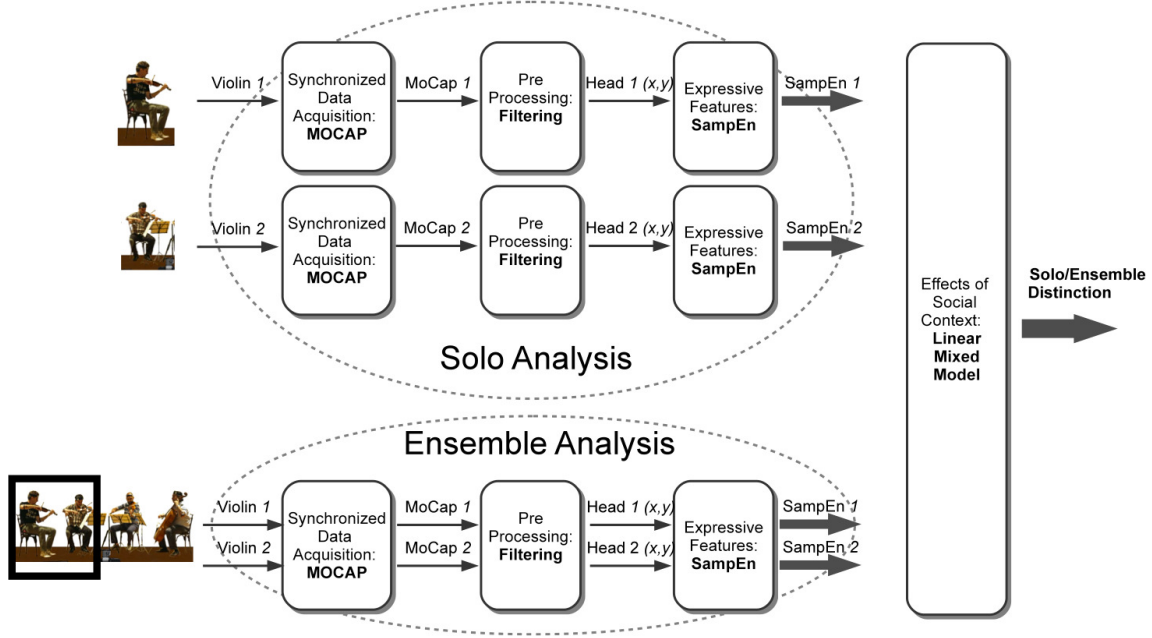 Violin 1
Synchronized
Data
Acquisition:
MOCAP
MoCap 1
Pre
Processing:
Filtering
Head 1 (x,y)
Expressive
Features:
SampEn
SampEn 1
Violin 2
Synchronized
Data
Acquisition:
MOCAP
MoCap 2
Pre
Processing:
Filtering
Head 2 (x,y)
Expressive
Features:
SampEn
SampEn 2
Solo Analysis
Ensemble Analysis
Violin 1
Violin 2
Synchronized
Data
Acquisition:
MOCAP
MoCap 1
MoCap 2
Pre
Processing:
Filtering
Head 1 (x,y)
Head 2 (x,y)
Expressive
Features:
SampEn
SampEn 1
SampEn 2
Effects of
Social
Context:
Linear
Mixed
Model
Solo/Ensemble
Distinction